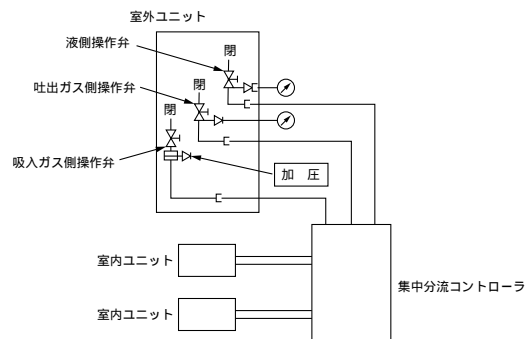 室外ユニット
液側操作弁
閉
吐出ガス側操作弁
閉
閉
吸入ガス側操作弁
加 圧
室内ユニット
集中分流コントローラ
室内ユニット